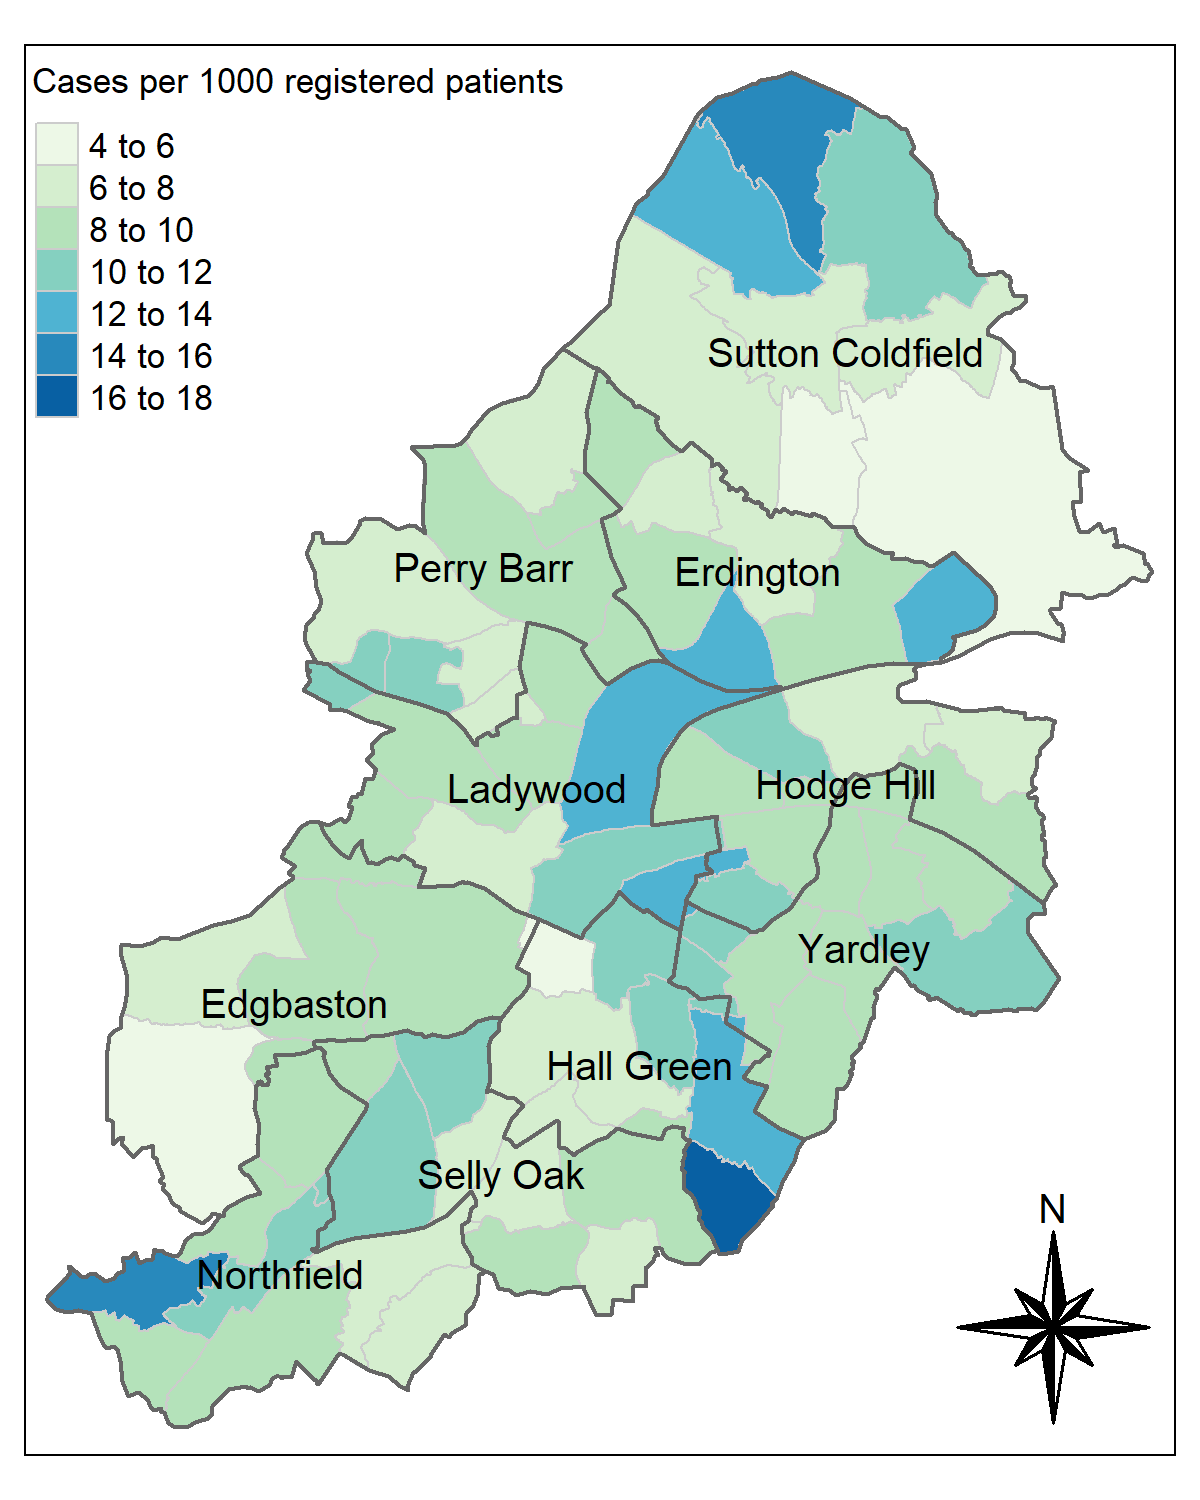 Cases per 1000 registered patients
4 to 6
6 to 8
8 to 10
10 to 12
12 to 14
14 to 16
16 to 18
Sutton Coldfield
Perry Barr
Erdington
Ladywood
Hodge Hill
Yardley
Edgbaston
Hall Green
Selly Oak
N
Northfield